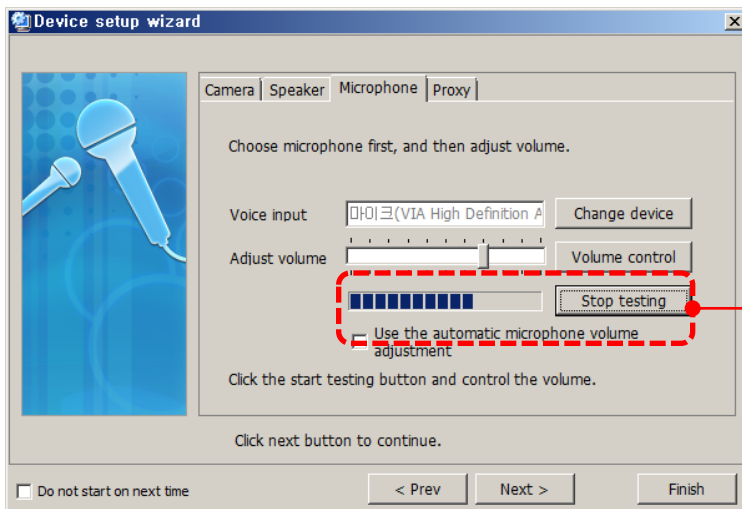 Device setup wizard
Camera Speaker Microphone Proxy
Choose microphone first, and then adjust volume.
Voice input 마이크(VIA High Definition A Change device
Adjust volume Volume control
Stop testing
Use the automatic microphone volume
adjustment
Click the start testing button and control the volume.
Click next button to continue.
Do not start on next time < Prev Next > Finish